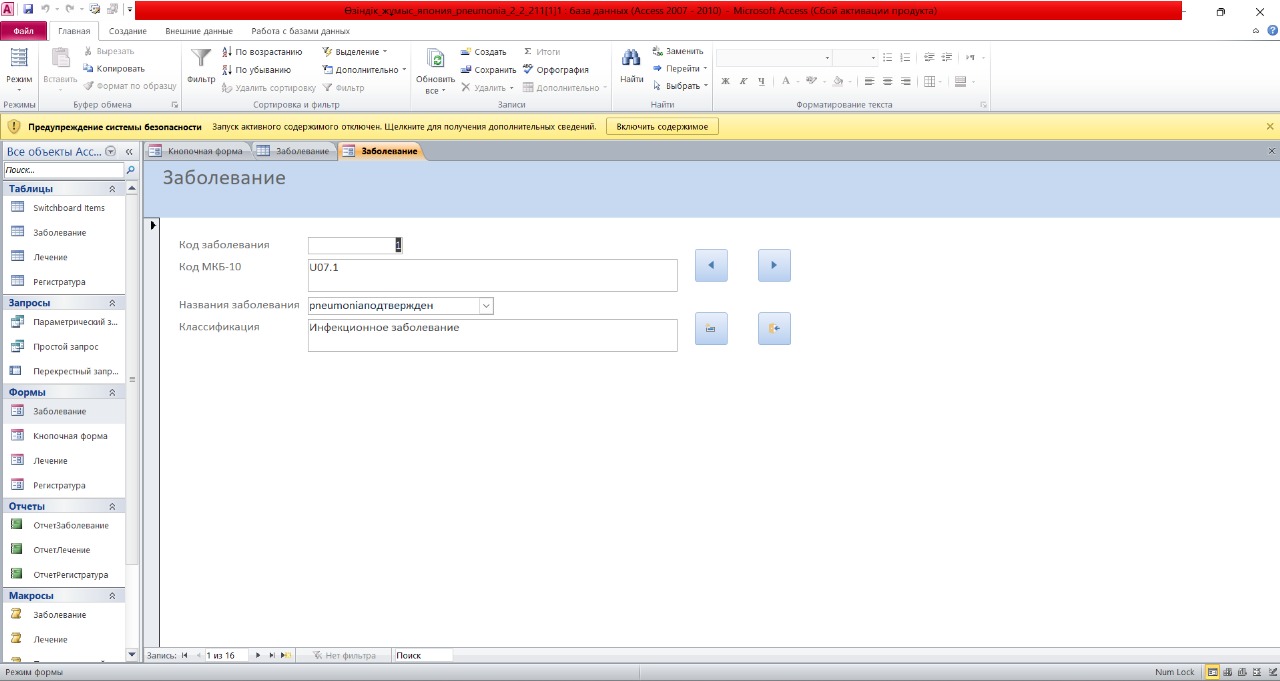 Өзіндік жұмыс_япония_pneumonia_2_2_211[1]1 : база данных (Access 2007 - 2010) - Microsoft Access (Сбой активации продукта)
Файл Главная Создание Внешние данные Работа с базами данных
Режим
Режимы
Вставить
Вырезать
Копировать
Формат по образцу
Буфер обмена
Фильтр
По возрастанию
По убыванию
Удалить сортировку
Выделение
Дополнительно
Фильтр
Сортировка и фильтр
Обновить
все
Создать
Сохранить
Удалить
Итоги
Орфография
Дополнительно
Записи
Найти
Заменить
Перейти
Выбрать
Найти
Ж К Ч А
Форматирование текста
Предупреждение системы безопасности Запуск активного содержимого отключен. Щелкните для получения дополнительных сведений. Включить содержимое
Все объекты Acc...
Поиск...
Таблицы
Switchboard Items
Заболевание
Лечение
Регистратура
Запросы
Параметрический з...
Простой запрос
Перекрестный запр...
Формы
Заболевание
Кнопочная форма
Лечение
Регистратура
Отчеты
ОтчетЗаболевание
ОтчетЛечение
ОтчетРегистратура
Макросы
Заболевание
Лечение
Кнопочная форма Заболевание Заболевание
Заболевание
Код заболевания 1
Код МКБ-10 U07.1
Названия заболевания pneumoniaподтвержден
Классификация Инфекционное заболевание
Запись: 1 из 16 Нет фильтра Поиск
Режим формы Num Lock